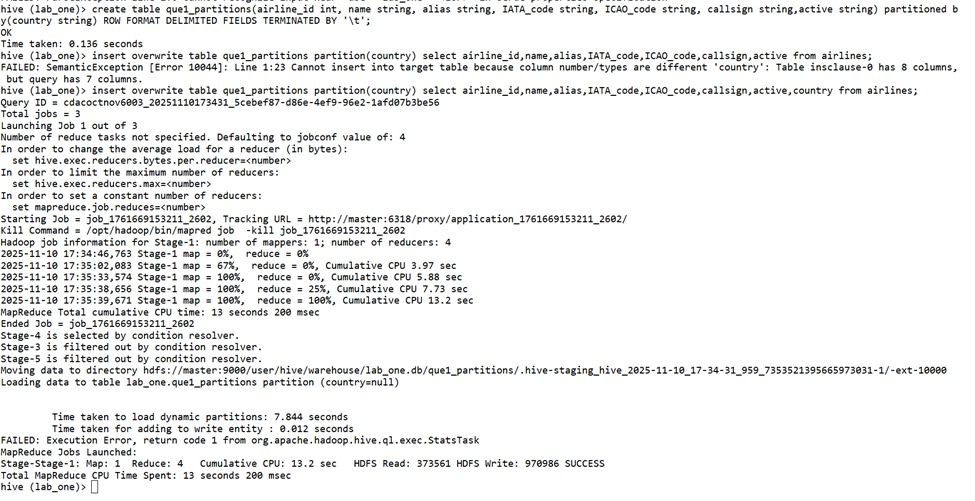 hive (lab_one)> create table que1_partitions (airline_id int, name string, alias string, IATA_code string, ICAO_code string, callsign string,active string) partitioned b
y(country string) ROW FORMAT DELIMITED FIELDS TERMINATED BY '\t';
OK
Time taken: 0.136 seconds
hive (lab_one)> insert overwrite table que1_partitions partition(country) select airline_id,name,alias,IATA_code,ICAO_code,callsign,active from airlines;
FAILED: SemanticException [Error 10044]: Line 1:23 Cannot insert into target table because column number/types are different 'country': Table insclause-0 has 8 columns,
 but query has 7 columns.
hive (lab_one)> insert overwrite table que1_partitions partition(country) select airline_id,name,alias,IATA_code,ICAO_code,callsign,active,country from airlines;
Query ID = cdacoctnov6003_20251110173431_5cebef87-d86e-4ef9-96e2-1afd07b3be56
Total jobs = 3
Launching Job 1 out of 3
Number of reduce tasks not specified. Defaulting to jobconf value of: 4
In order to change the average load for a reducer (in bytes):
  set hive.exec.reducers.bytes.per.reducer=<number>
In order to limit the maximum number of reducers:
  set hive.exec.reducers.max=<number>
In order to set a constant number of reducers:
  set mapreduce.job.reduces=<number>
Starting Job = job_1761669153211_2602, Tracking URL = http://master:6318/proxy/application_1761669153211_2602/
Kill Command = /opt/hadoop/bin/mapred job  -kill job_1761669153211_2602
Hadoop job information for Stage-1: number of mappers: 1; number of reducers: 4
2025-11-10 17:34:46,763 Stage-1 map = 0%,  reduce = 0%
2025-11-10 17:35:02,083 Stage-1 map = 67%,  reduce = 0%, Cumulative CPU 3.97 sec
2025-11-10 17:35:33,574 Stage-1 map = 100%,  reduce = 0%, Cumulative CPU 5.88 sec
2025-11-10 17:35:38,656 Stage-1 map = 100%,  reduce = 25%, Cumulative CPU 7.73 sec
2025-11-10 17:35:39,671 Stage-1 map = 100%,  reduce = 100%, Cumulative CPU 13.2 sec
MapReduce Total cumulative CPU time: 13 seconds 200 msec
Ended Job = job_1761669153211_2602
Stage-4 is selected by condition resolver.
Stage-3 is filtered out by condition resolver.
Stage-5 is filtered out by condition resolver.
Moving data to directory hdfs://master:9000/user/hive/warehouse/lab_one.db/que1_partitions/.hive-staging_hive_2025-11-10_17-34-31_959_7353521395665973031-1/-ext-10000
Loading data to table lab_one.que1_partitions partition (country=null)
Time taken to load dynamic partitions: 7.844 seconds
Time taken for adding to write entity : 0.012 seconds
FAILED: Execution Error, return code 1 from org.apache.hadoop.hive.ql.exec.StatsTask
MapReduce Jobs Launched:
Stage-Stage-1: Map: 1  Reduce: 4   Cumulative CPU: 13.2 sec   HDFS Read: 373561 HDFS Write: 970986 SUCCESS
Total MapReduce CPU Time Spent: 13 seconds 200 msec
hive (lab_one)>